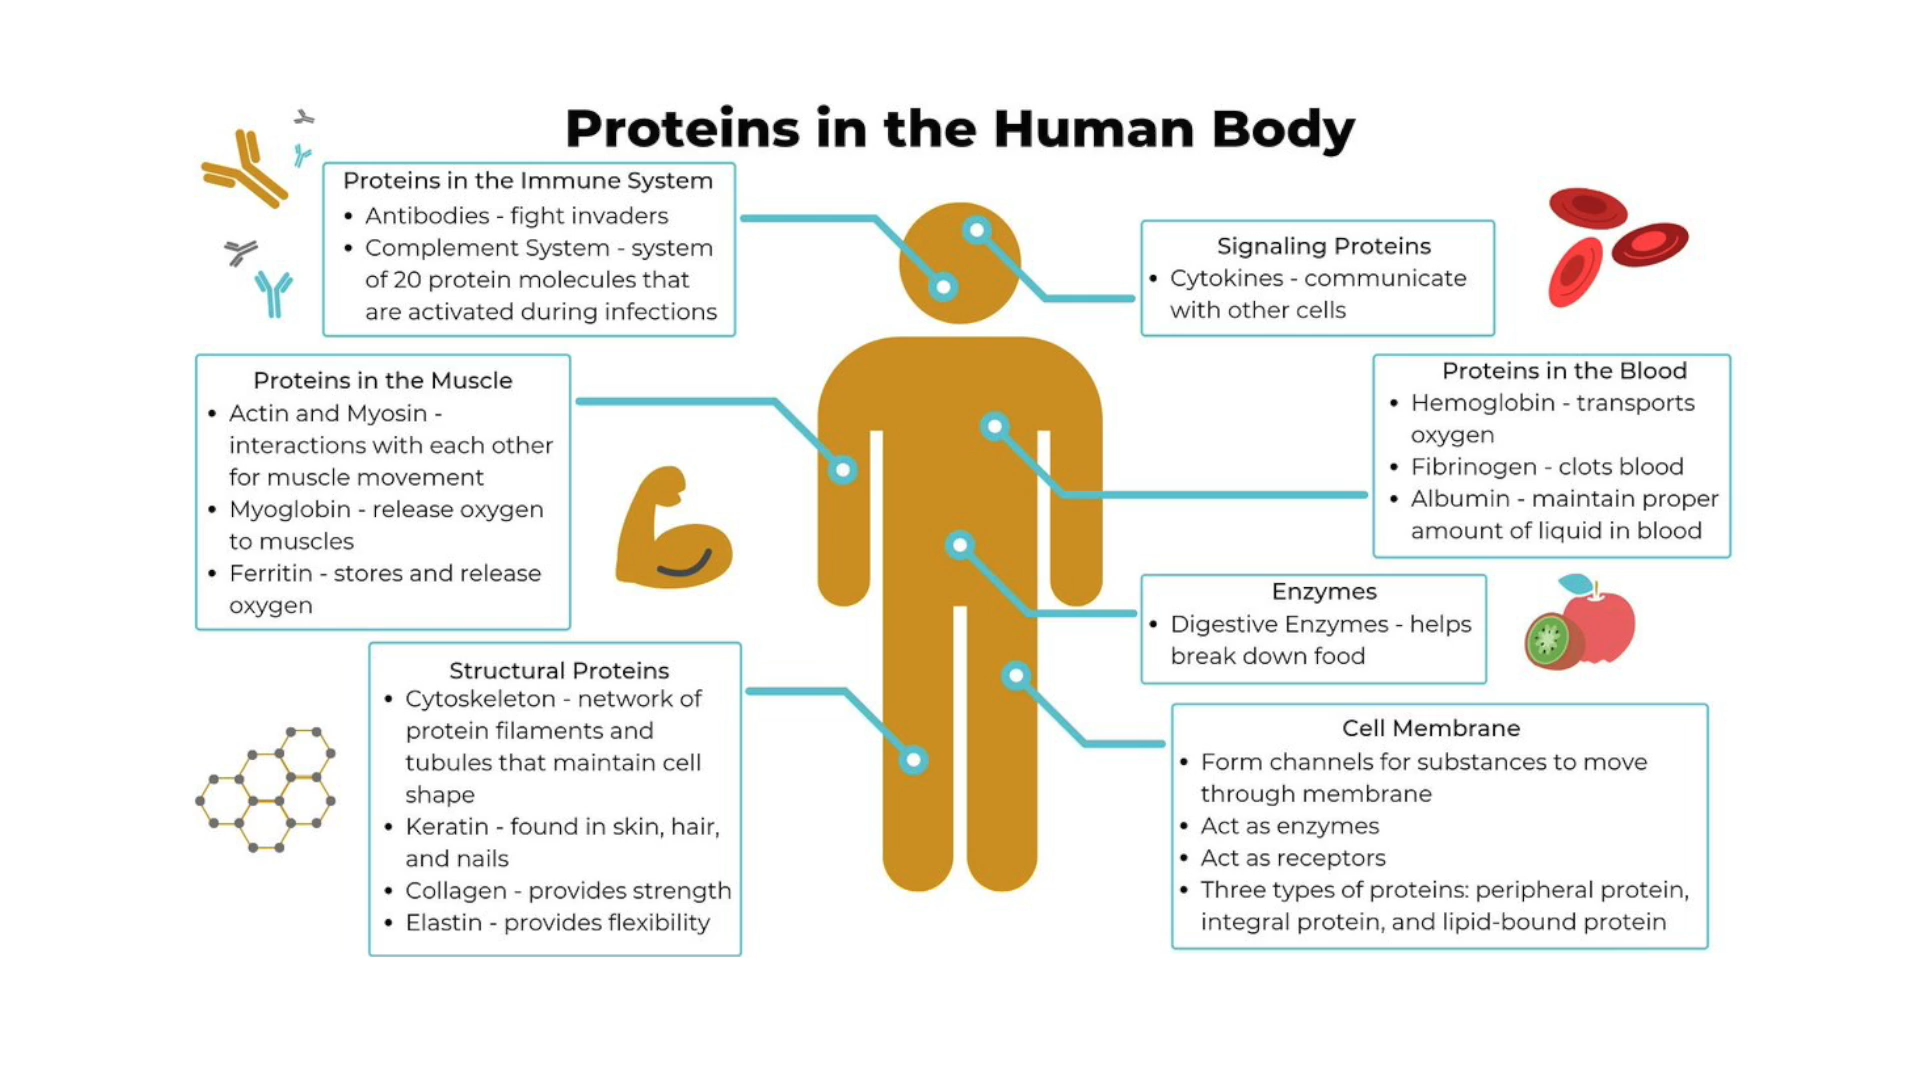 Proteins in the Human Body
Proteins in the Immune System
• Antibodies - fight invaders
• Complement System - system
of 20 protein molecules that
are activated during infections
Signaling Proteins
• Cytokines - communicate
with other cells
Proteins in the Muscle
• Actin and Myosin -
interactions with each other
for muscle movement
• Myoglobin - release oxygen
to muscles
• Ferritin - stores and release
oxygen
Proteins in the Blood
• Hemoglobin - transports
oxygen
• Fibrinogen - clots blood
• Albumin - maintain proper
amount of liquid in blood
Enzymes
• Digestive Enzymes - helps
break down food
Structural Proteins
• Cytoskeleton - network of
protein filaments and
tubules that maintain cell
shape
• Keratin - found in skin, hair,
and nails
• Collagen - provides strength
• Elastin - provides flexibility
Cell Membrane
• Form channels for substances to move
through membrane
• Act as enzymes
• Act as receptors
• Three types of proteins: peripheral protein,
integral protein, and lipid-bound protein